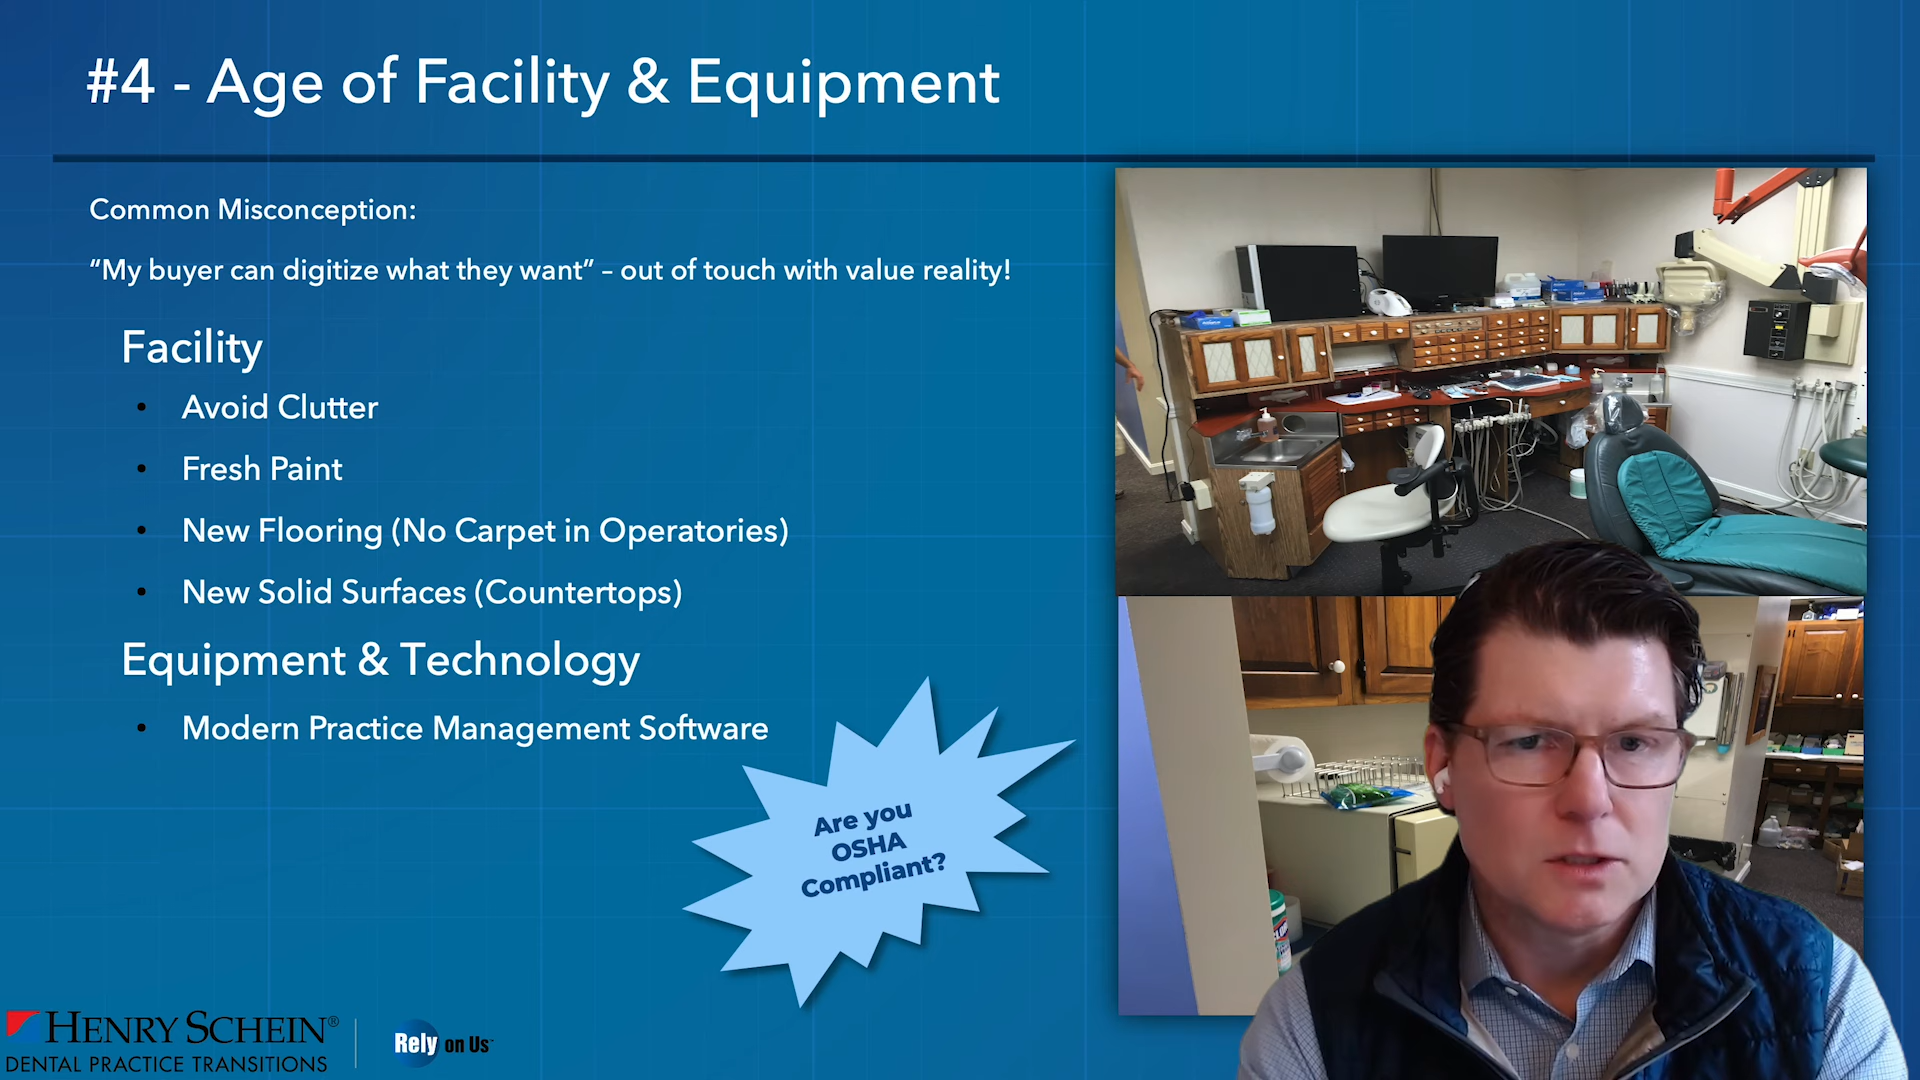 #4 - Age of Facility & Equipment
Common Misconception:
“My buyer can digitize what they want” – out of touch with value reality!
Facility
• Avoid Clutter
• Fresh Paint
• New Flooring (No Carpet in Operatories)
• New Solid Surfaces (Countertops)
Equipment & Technology
• Modern Practice Management Software
Are you
OSHA
Compliant?
HENRY SCHEIN®
DENTAL PRACTICE TRANSITIONS
Rely on Us™